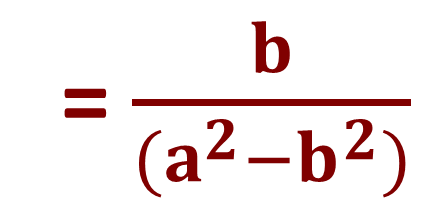 = b
(a²−b²)